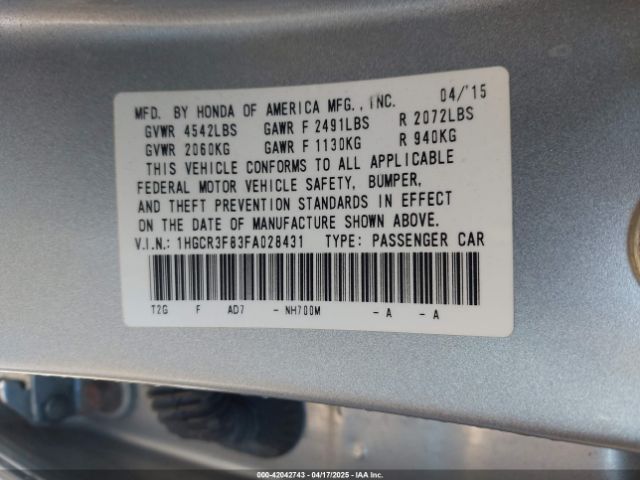 MFD. BY HONDA OF AMERICA MFG., INC. 04/'15
GVWR 4542LBS GAWR F 2491LBS R 2072LBS
GVWR 2060KG GAWR F 1130KG R 940KG
THIS VEHICLE CONFORMS TO ALL APPLICABLE
FEDERAL MOTOR VEHICLE SAFETY, BUMPER,
AND THEFT PREVENTION STANDARDS IN EFFECT
ON THE DATE OF MANUFACTURE SHOWN ABOVE.
V.I.N.: 1HGCR3F83FA028431 TYPE: PASSENGER CAR
T2G F AD7 - NH700M - A - A
000-42042743 - 04/17/2025 - IAA Inc.